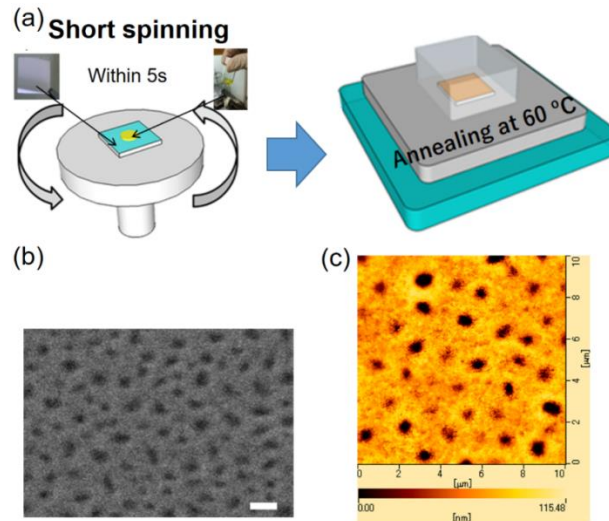 (a)
Short spinning
Within 5s
Annealing at 60 ºC
(b)
(c)
10
8
6
4
2
0
[µm]
0 2 4 6 8 10
[µm]
0.00 115.48
[nm]